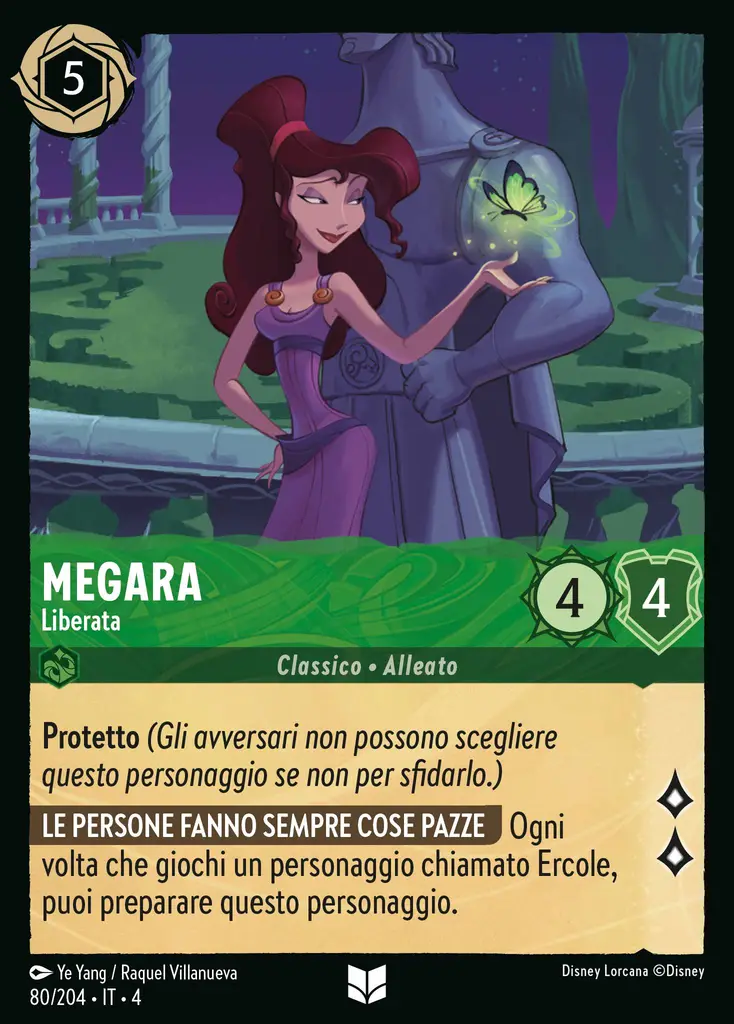 5
MEGARA
Liberata
4
4
Classico • Alleato
Protetto (Gli avversari non possono scegliere
questo personaggio se non per sfidarlo.)
LE PERSONE FANNO SEMPRE COSE PAZZE Ogni
volta che giochi un personaggio chiamato Ercole,
puoi preparare questo personaggio.
Ye Yang / Raquel Villanueva
Disney Lorcana ©Disney
80/204 • IT • 4